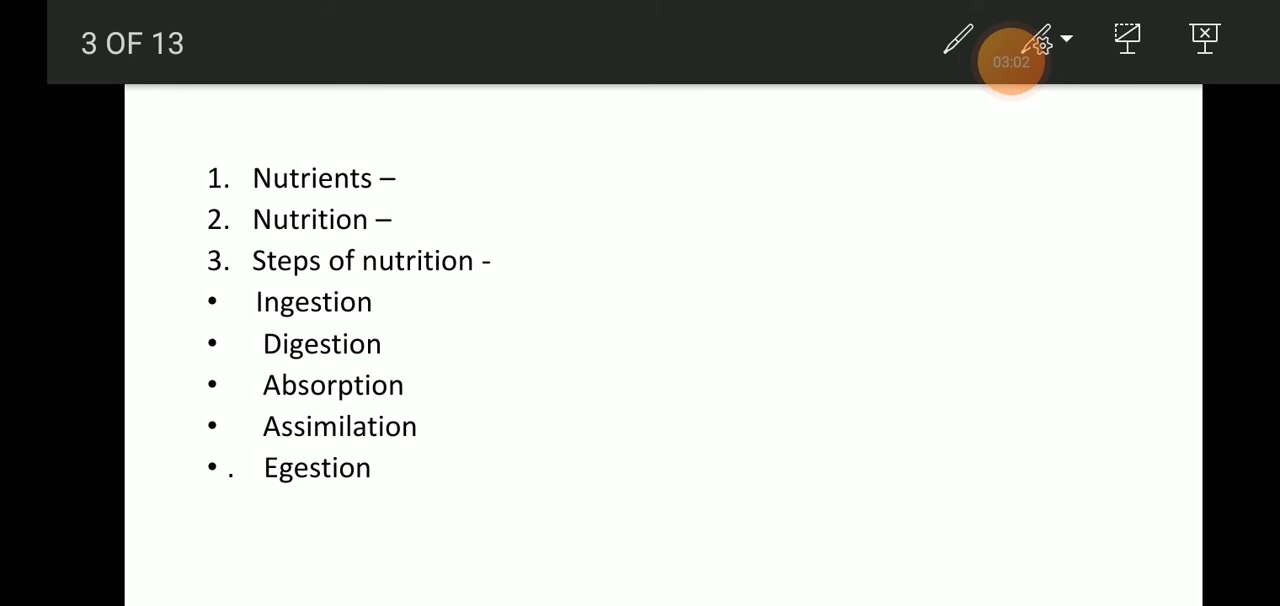 3 OF 13
03:02
1. Nutrients –
2. Nutrition –
3. Steps of nutrition -
• Ingestion
• Digestion
• Absorption
• Assimilation
• . Egestion